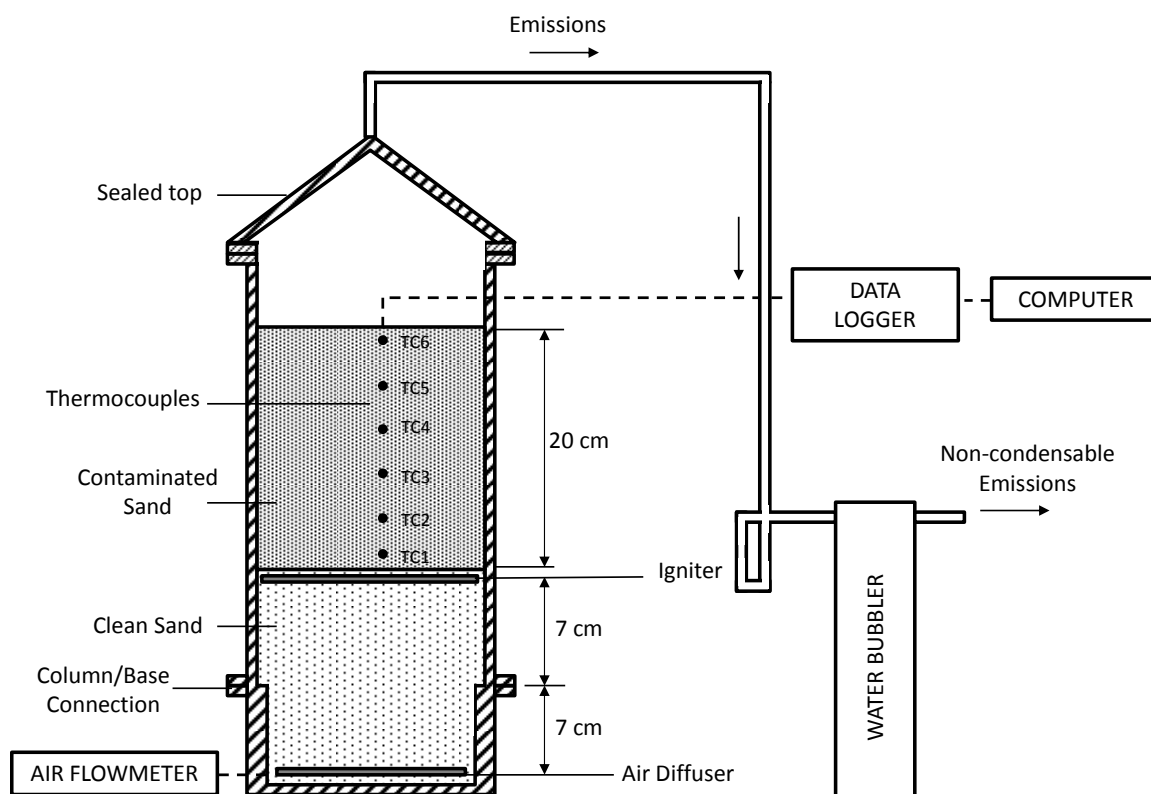 Emissions
Sealed top
DATA
LOGGER
COMPUTER
TC6
TC5
Thermocouples
TC4
20 cm
TC3
Contaminated
Sand
Non-condensable
Emissions
TC2
TC1
Igniter
Clean Sand
7 cm
Column/Base
Connection
7 cm
WATER BUBBLER
AIR FLOWMETER
Air Diffuser